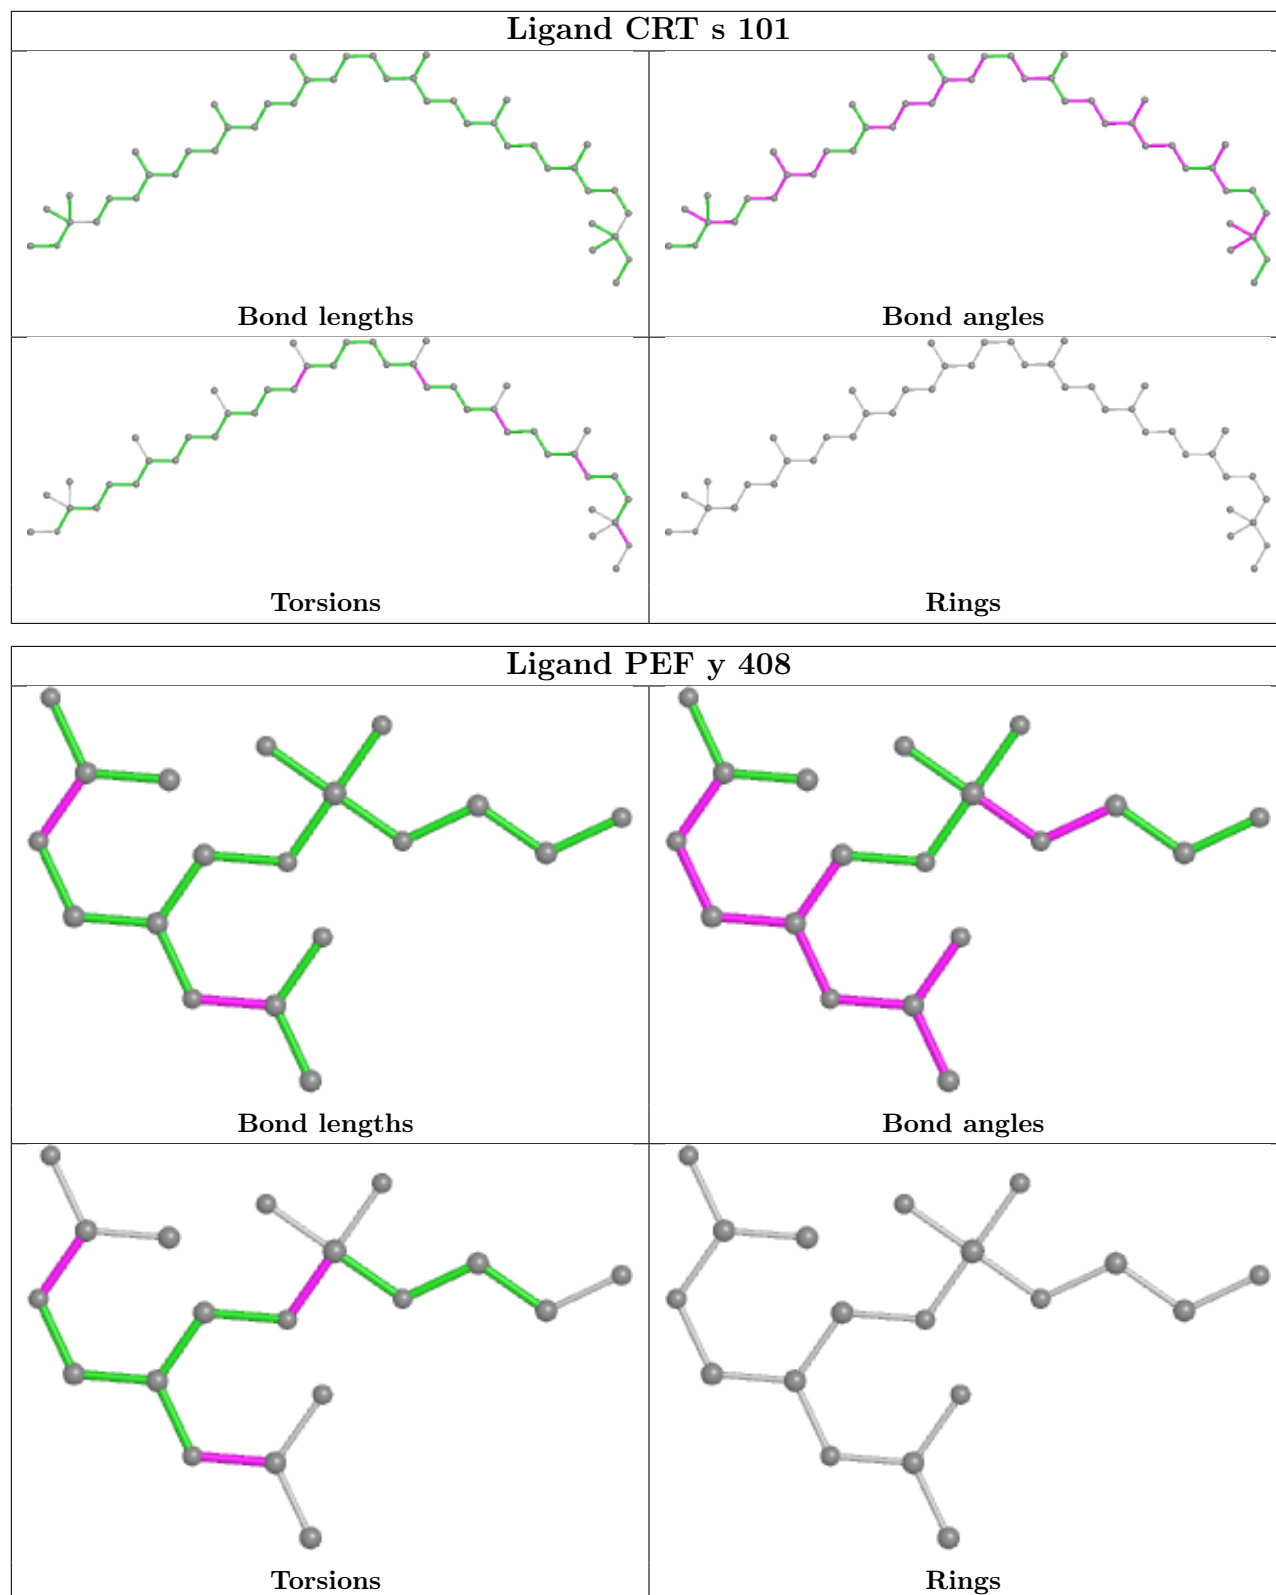 Ligand CRT s 101
Bond lengths
Bond angles
Torsions
Rings
Ligand PEF y 408
Bond lengths
Bond angles
Torsions
Rings